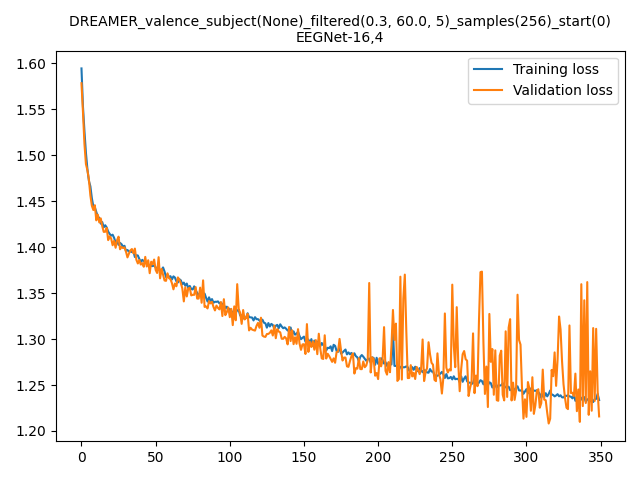 DREAMER_valence_subject(None)_filtered(0.3, 60.0, 5)_samples(256)_start(0)
EEGNet-16,4
Training loss
Validation loss
1.60
1.55
1.50
1.45
1.40
1.35
1.30
1.25
1.20
0 50 100 150 200 250 300 350